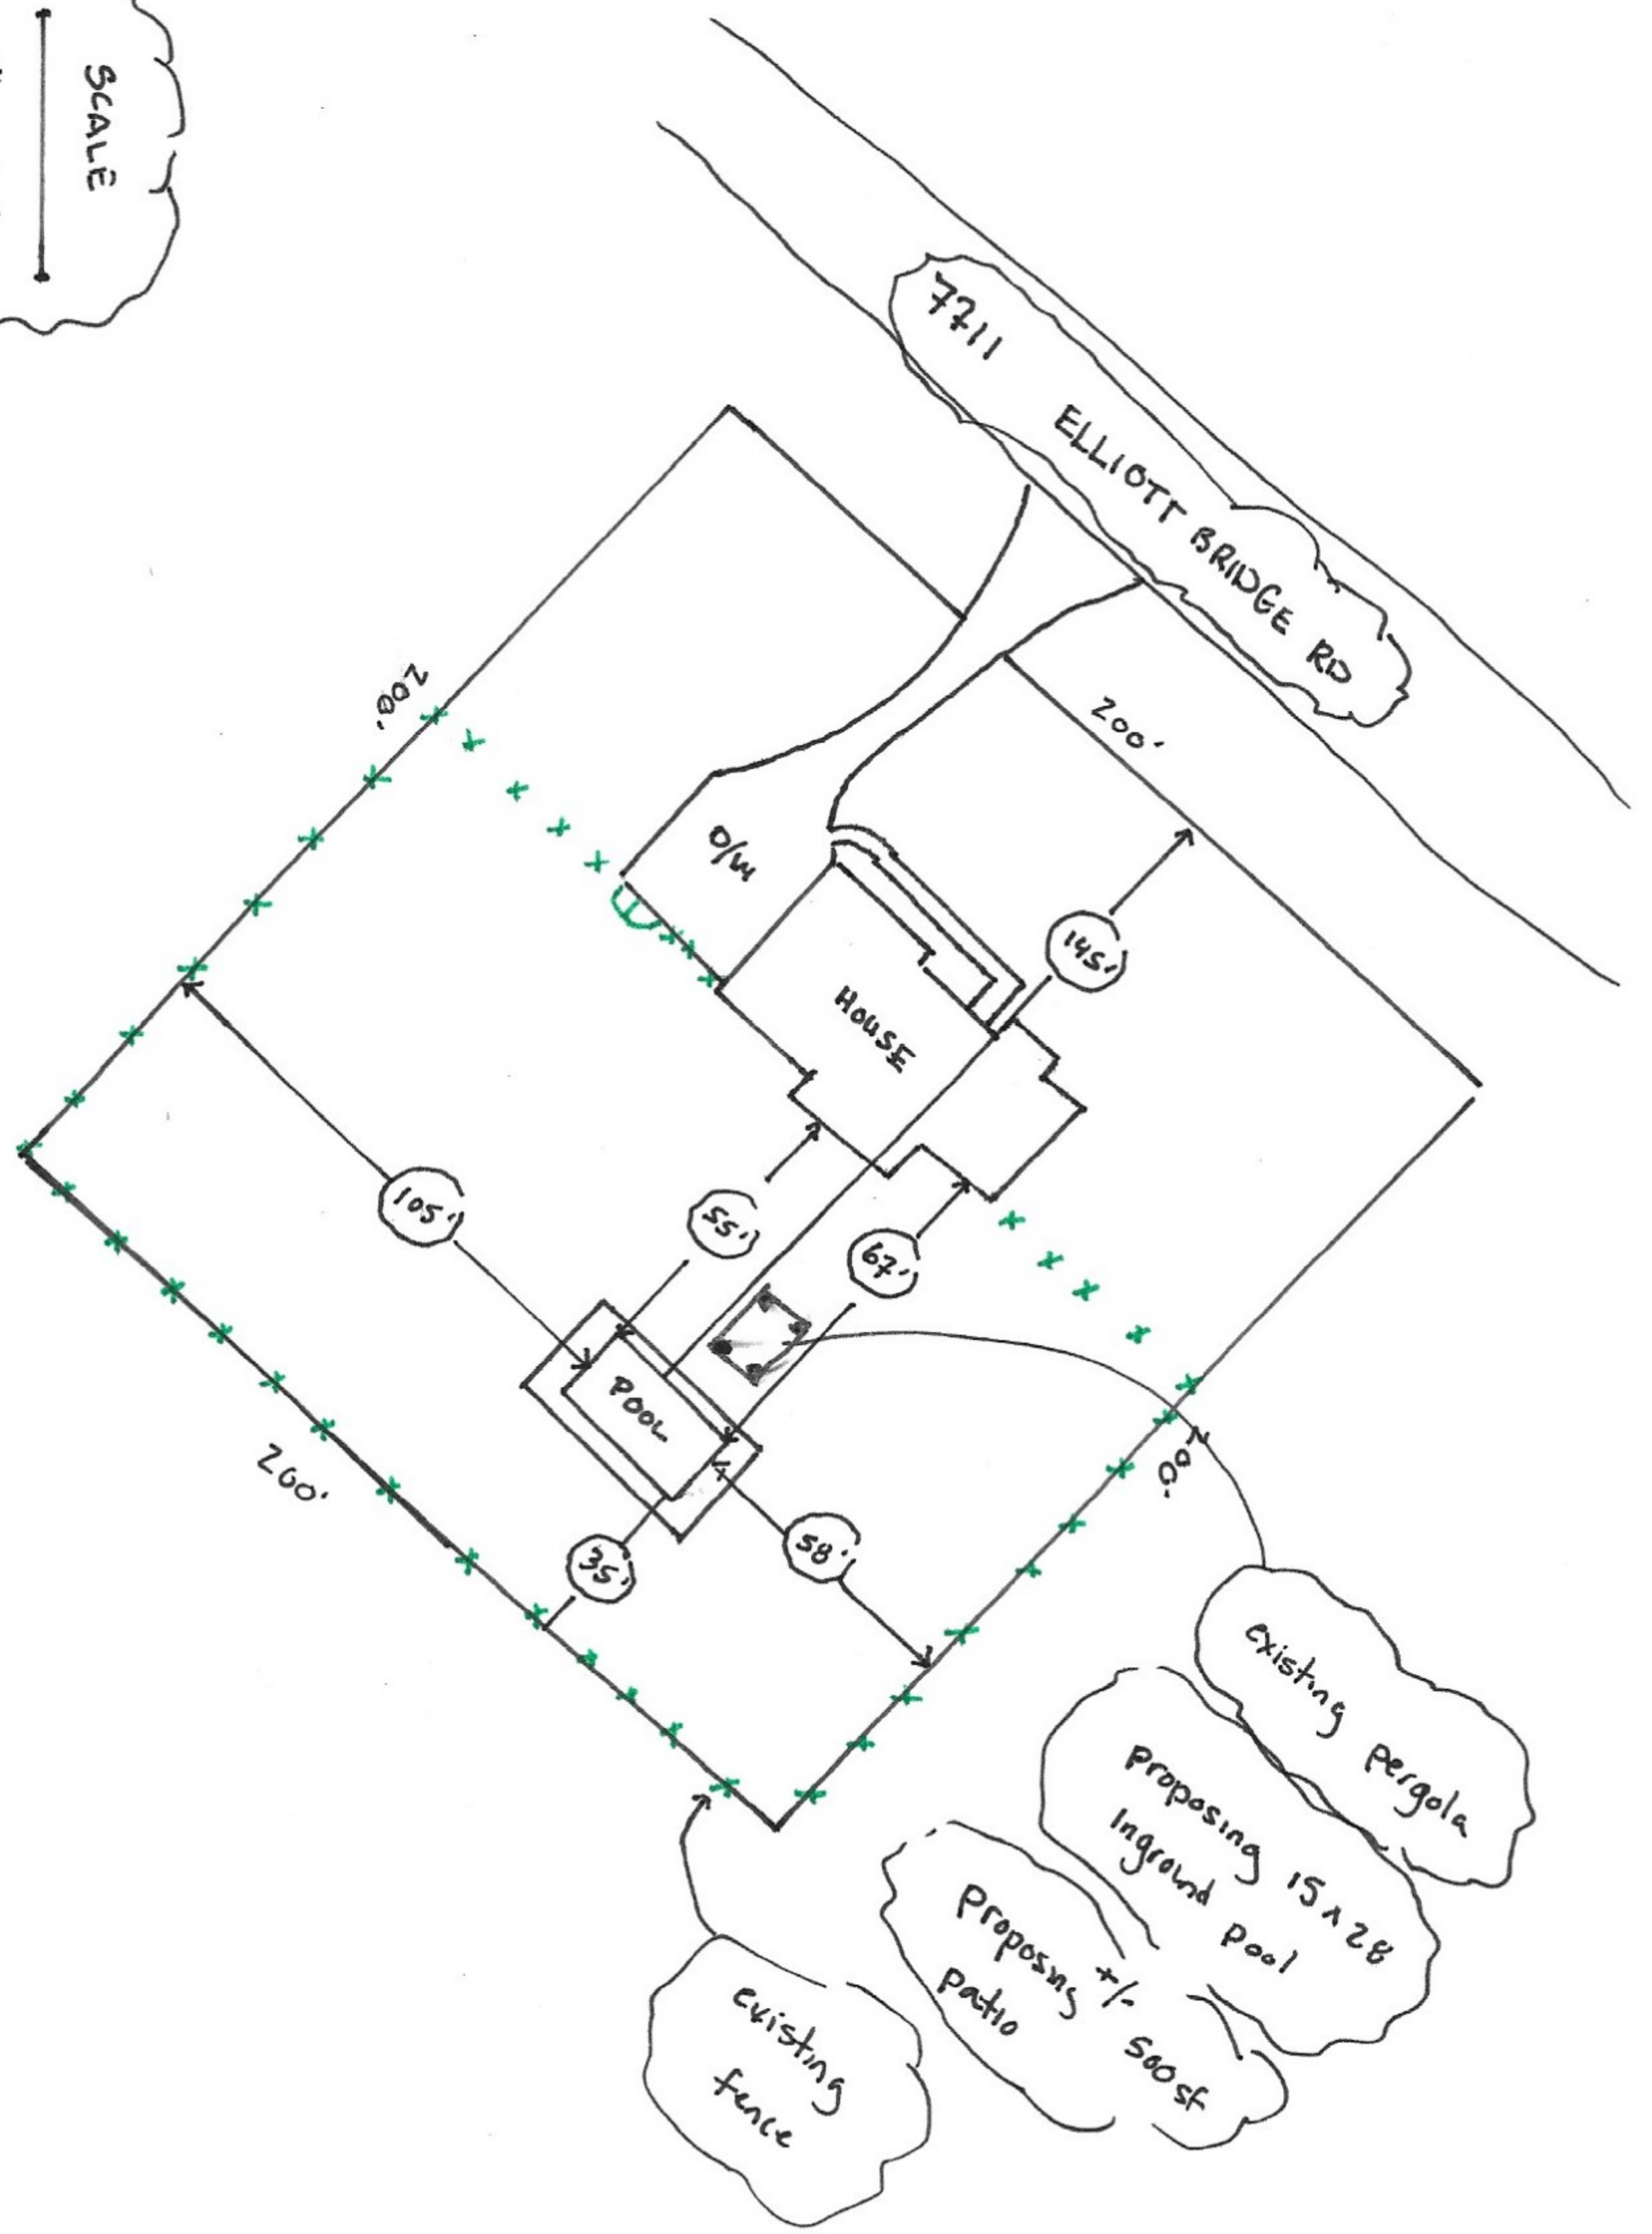 SCALE
7711 ELLIOTT BRIDGE RD
200'
200'
D/W
145'
HOUSE
105'
55'
67'
POOL
200'
200'
35'
58'
existing pergola
proposing 15 x 28
Inground Pool
Proposing +/- 500sf
patio
existing
fence